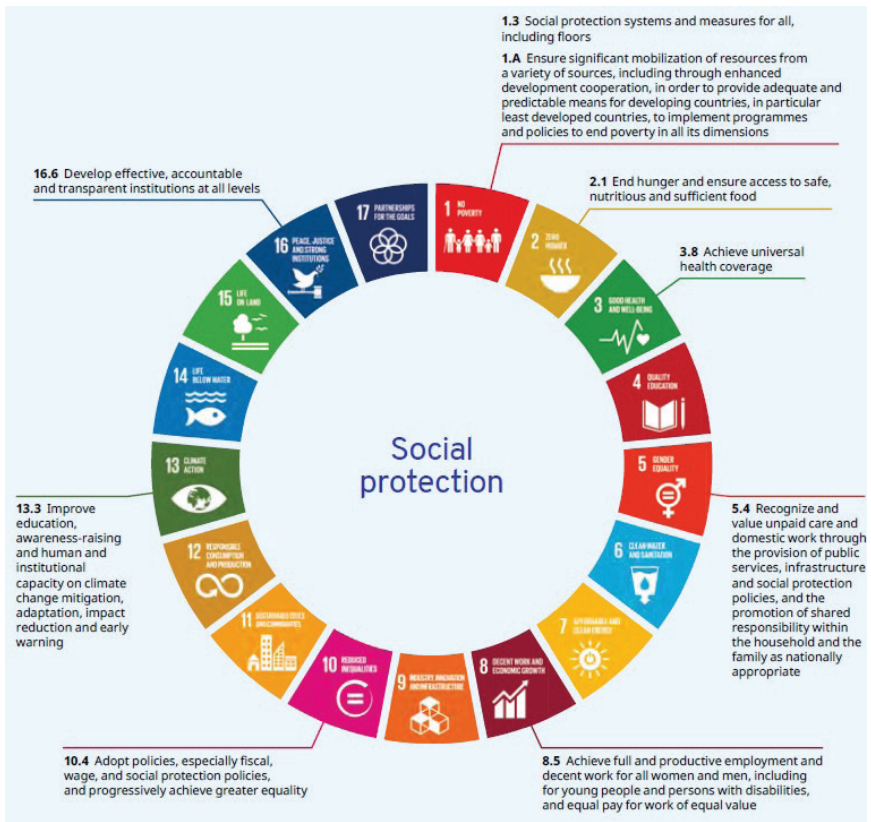 1.3 Social protection systems and measures for all,
including floors
1.A Ensure significant mobilization of resources from
a variety of sources, including through enhanced
development cooperation, in order to provide adequate and
predictable means for developing countries, in particular
least developed countries, to implement programmes
and policies to end poverty in all its dimensions
16.6 Develop effective, accountable
and transparent institutions at all levels
2.1 End hunger and ensure access to safe,
nutritious and sufficient food
3.8 Achieve universal
health coverage
17 PARTNERSHIPS
FOR THE GOALS
1 NO
POVERTY
2 ZERO
HUNGER
16 PEACE, JUSTICE
AND STRONG
INSTITUTIONS
3 GOOD HEALTH
AND WELL-BEING
15 LIFE
ON LAND
4 QUALITY
EDUCATION
14 LIFE
BELOW WATER
Social
protection
5 GENDER
EQUALITY
13 CLIMATE
ACTION
6 CLEAN WATER
AND SANITATION
12 RESPONSIBLE
CONSUMPTION
AND PRODUCTION
7 AFFORDABLE AND
CLEAN ENERGY
11 SUSTAINABLE CITIES
AND COMMUNITIES
8 DECENT WORK AND
ECONOMIC GROWTH
10 REDUCED
INEQUALITIES
9 INDUSTRY, INNOVATION
AND INFRASTRUCTURE
13.3 Improve
education,
awareness-raising
and human and
institutional
capacity on climate
change mitigation,
adaptation, impact
reduction and early
warning
5.4 Recognize and
value unpaid care and
domestic work through
the provision of public
services, infrastructure
and social protection
policies, and the
promotion of shared
responsibility within
the household and the
family as nationally
appropriate
10.4 Adopt policies, especially fiscal,
wage, and social protection policies,
and progressively achieve greater equality
8.5 Achieve full and productive employment and
decent work for all women and men, including
for young people and persons with disabilities,
and equal pay for work of equal value